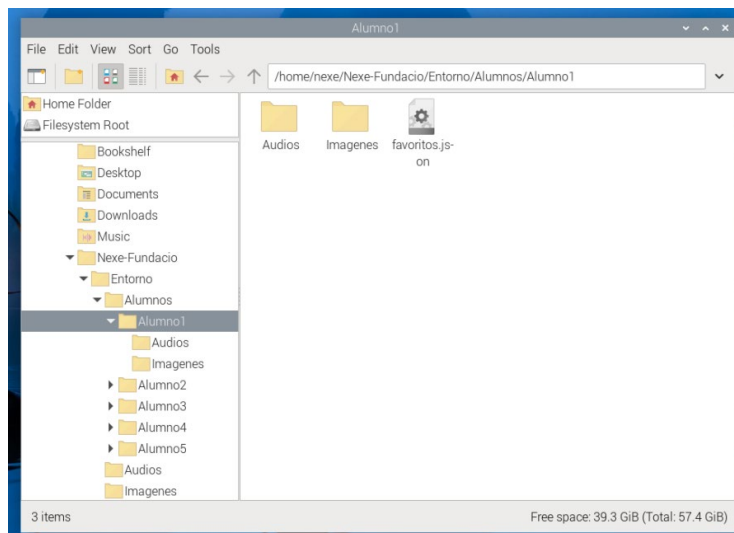 Alumno1
File Edit View Sort Go Tools
/home/nexe/Nexe-Fundacio/Entorno/Alumnos/Alumno1
Home Folder
Filesystem Root
Bookshelf
Desktop
Documents
Downloads
Music
Nexe-Fundacio
Entorno
Alumnos
Alumno1
Audios
Imagenes
Alumno2
Alumno3
Alumno4
Alumno5
Audios
Imagenes
Audios Imagenes favoritos.js-
on
3 items Free space: 39.3 GiB (Total: 57.4 GiB)